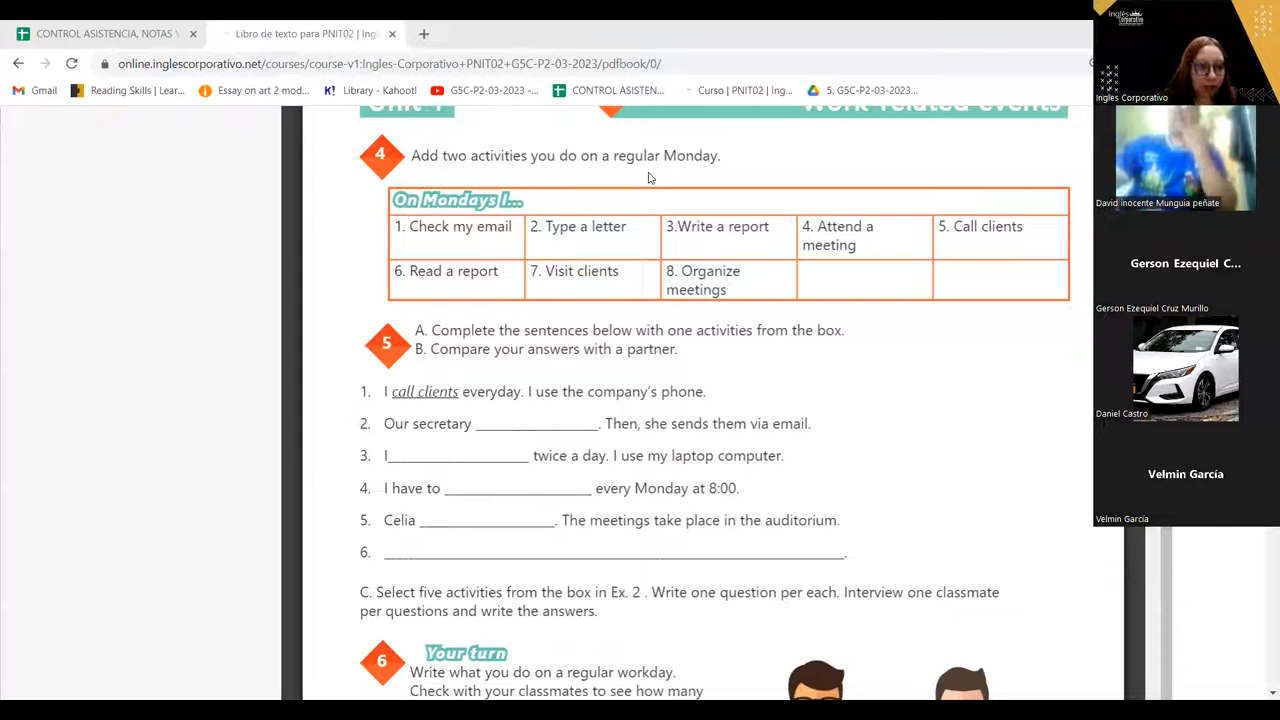 CONTROL ASISTENCIA, NOTAS
Libro de texto para PNIT02 | Ingl
online.inglescorporativo.net/courses/course-v1:Ingles-Corporativo+PNIT02+G5C-P2-03-2023/pdfbook/0/
Gmail
Reading Skills | Lear...
Essay on art 2 mod...
Library - Kahoot!
G5C-P2-03-2023 -...
CONTROL ASISTEN...
Curso | PNIT02 | Ing...
5. G5C-P2-03-2023...
Work-related events
4 Add two activities you do on a regular Monday.
On Mondays I...
1. Check my email
2. Type a letter
3.Write a report
4. Attend a
meeting
5. Call clients
6. Read a report
7. Visit clients
8. Organize
meetings
5 A. Complete the sentences below with one activities from the box.
B. Compare your answers with a partner.
1. I call clients everyday. I use the company's phone.
2. Our secretary ______________. Then, she sends them via email.
3. I________________ twice a day. I use my laptop computer.
4. I have to _________________ every Monday at 8:00.
5. Celia ________________. The meetings take place in the auditorium.
6. ______________________________________________________.
C. Select five activities from the box in Ex. 2 . Write one question per each. Interview one classmate
per questions and write the answers.
6 Your turn
Write what you do on a regular workday.
Check with your classmates to see how many
Inglés
Corporativo
Ingles Corporativo
David inocente Munguia peñate
Gerson Ezequiel C...
Gerson Ezequiel Cruz Murillo
Daniel Castro
Velmin García
Velmin García